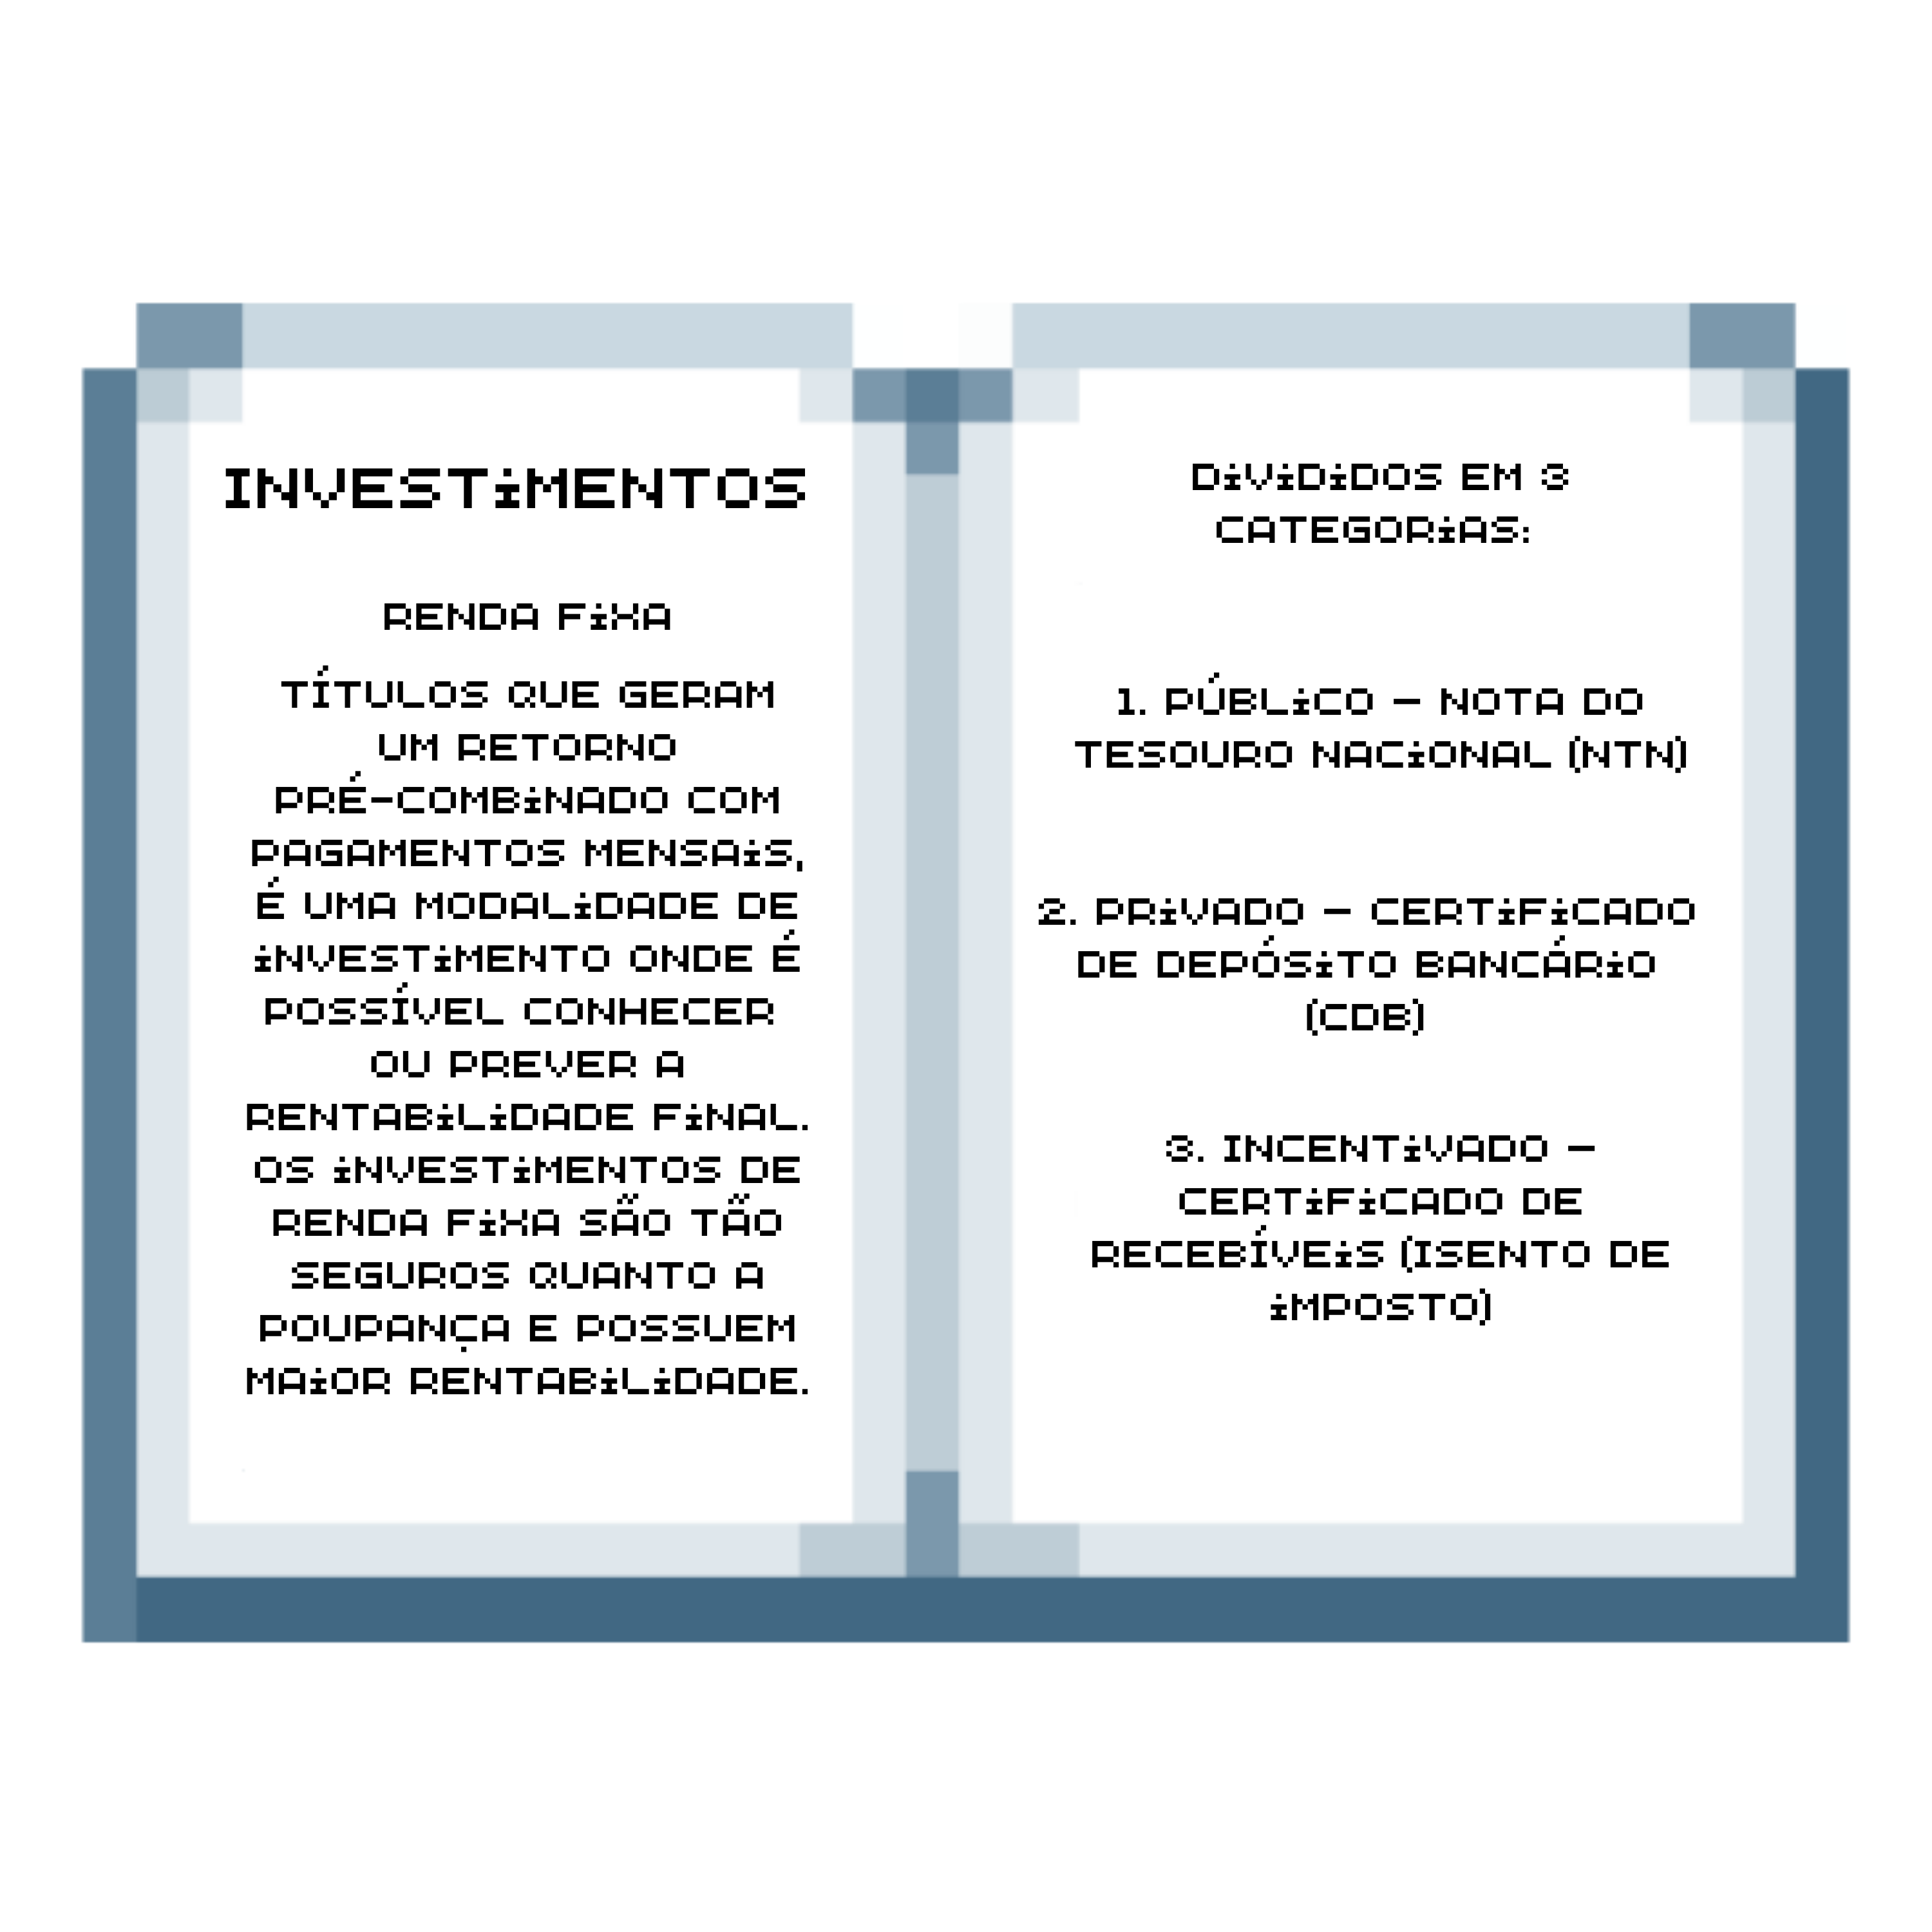 INVESTiMENTOS
RENDA FiXA
TÍTULOS QUE GERAM
UM RETORNO
PRÉ-COMBiNADO COM
PAGAMENTOS MENSAiS,
É UMA MODALiDADE DE
iNVESTiMENTO ONDE É
POSSÍVEL CONHECER
OU PREVER A
RENTABiLiDADE FiNAL.
OS iNVESTiMENTOS DE
RENDA FiXA SÃO TÃO
SEGUROS QUANTO A
POUPANÇA E POSSUEM
MAiOR RENTABiLiDADE.
DiViDiDOS EM 3
CATEGORiAS:
1. PÚBLiCO – NOTA DO
TESOURO NACiONAL (NTN)
2. PRiVADO – CERTiFiCADO
DE DEPÓSiTO BANCÁRiO
(CDB)
3. INCENTiVADO –
CERTiFiCADO DE
RECEBÍVEiS (ISENTO DE
iMPOSTO)